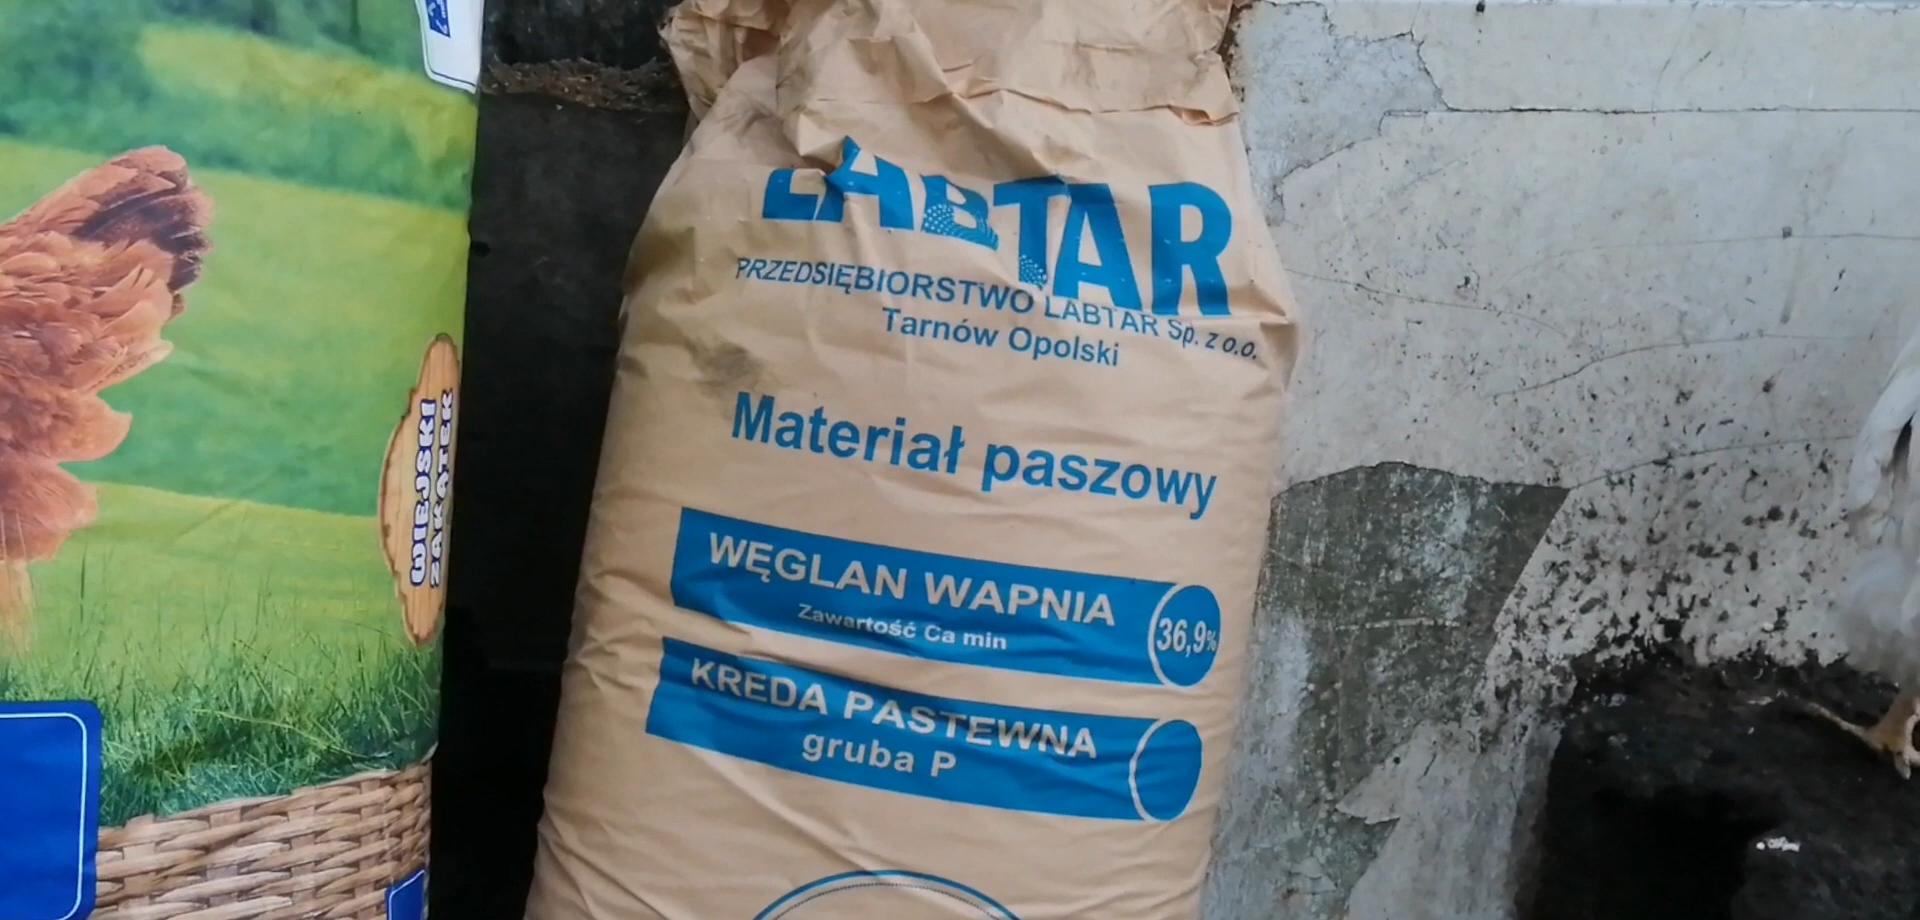 WIEJSKI
ZAKĄTEK
LABTAR
PRZEDSIĘBIORSTWO LABTAR Sp. z o.o.
Tarnów Opolski
Materiał paszowy
WĘGLAN WAPNIA
Zawartość Ca min
36,9%
KREDA PASTEWNA
gruba P